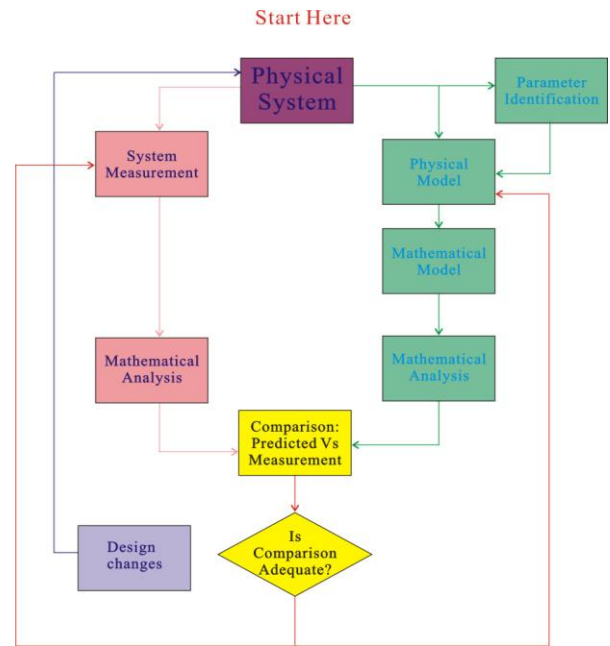 Start Here
Physical
System
Parameter
Identification
System
Measurement
Physical
Model
Mathematical
Model
Mathematical
Analysis
Mathematical
Analysis
Comparison:
Predicted Vs
Measurement
Is
Comparison
Adequate?
Design
changes